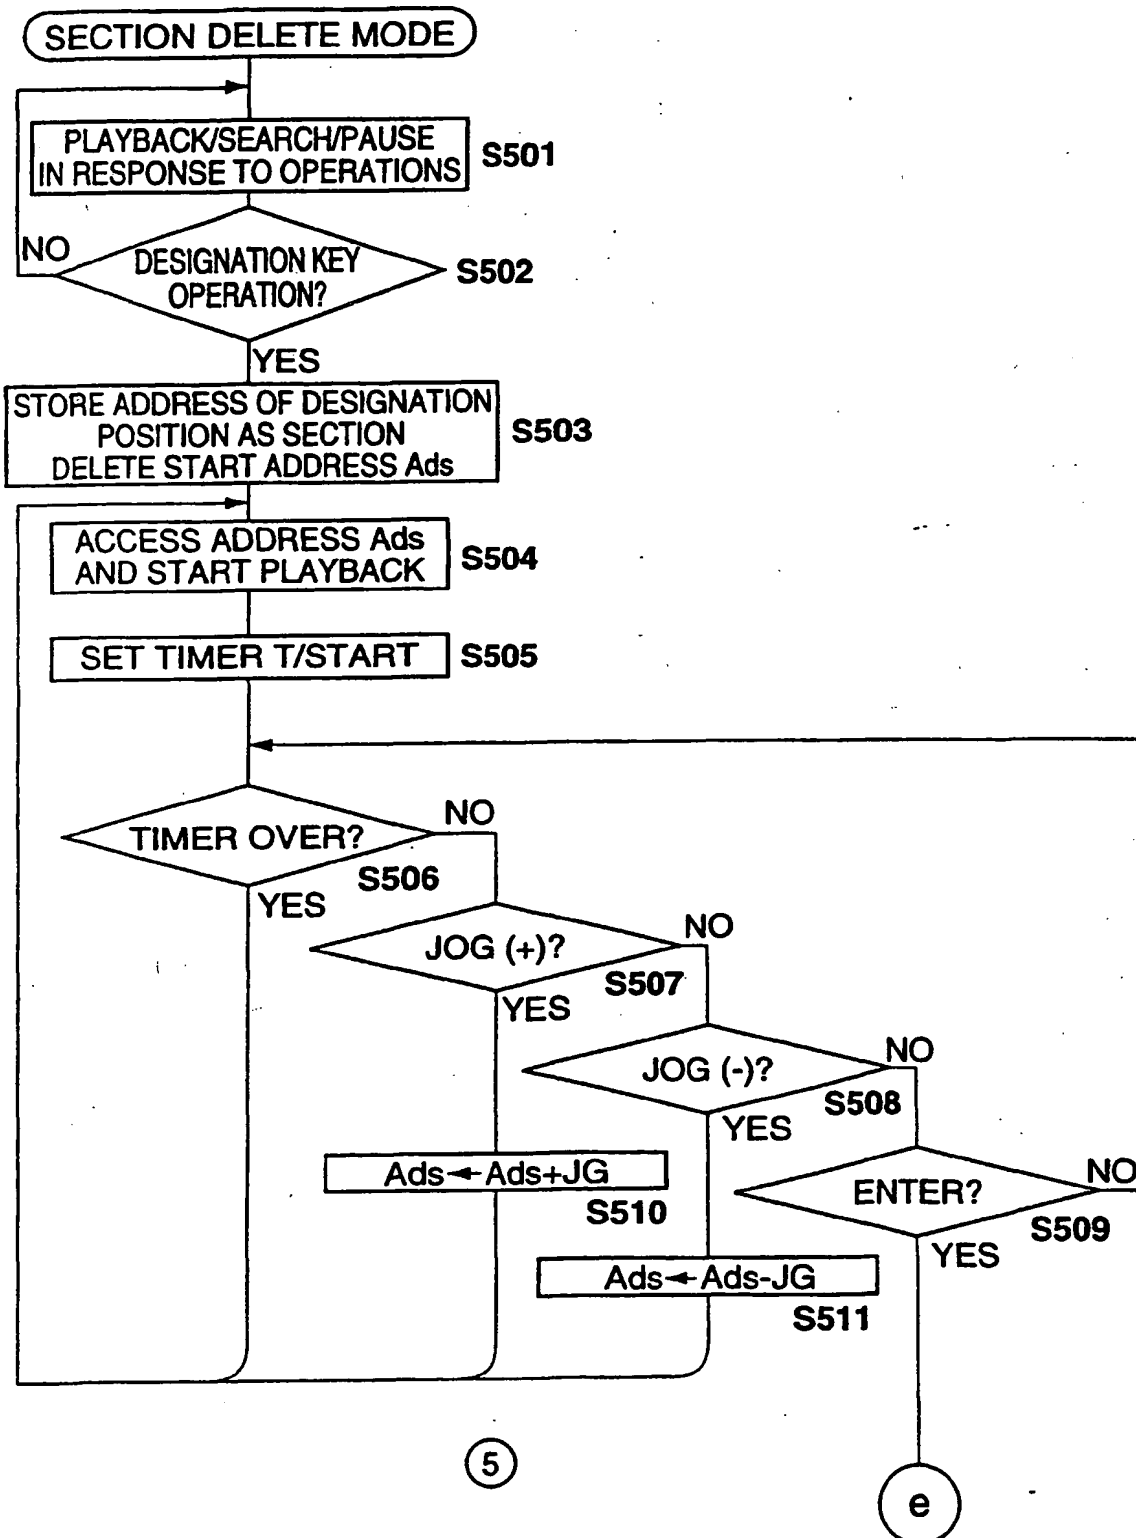 SECTION DELETE MODE
PLAYBACK/SEARCH/PAUSE
IN RESPONSE TO OPERATIONS
S501
NO
DESIGNATION KEY
OPERATION?
S502
YES
STORE ADDRESS OF DESIGNATION
POSITION AS SECTION
DELETE START ADDRESS Ads
S503
ACCESS ADDRESS Ads
AND START PLAYBACK
S504
SET TIMER T/START
S505
TIMER OVER?
NO
S506
YES
JOG (+)?
NO
S507
YES
JOG (-)?
NO
S508
YES
Ads←Ads+JG
S510
ENTER?
NO
S509
YES
Ads←Ads-JG
S511
5
e